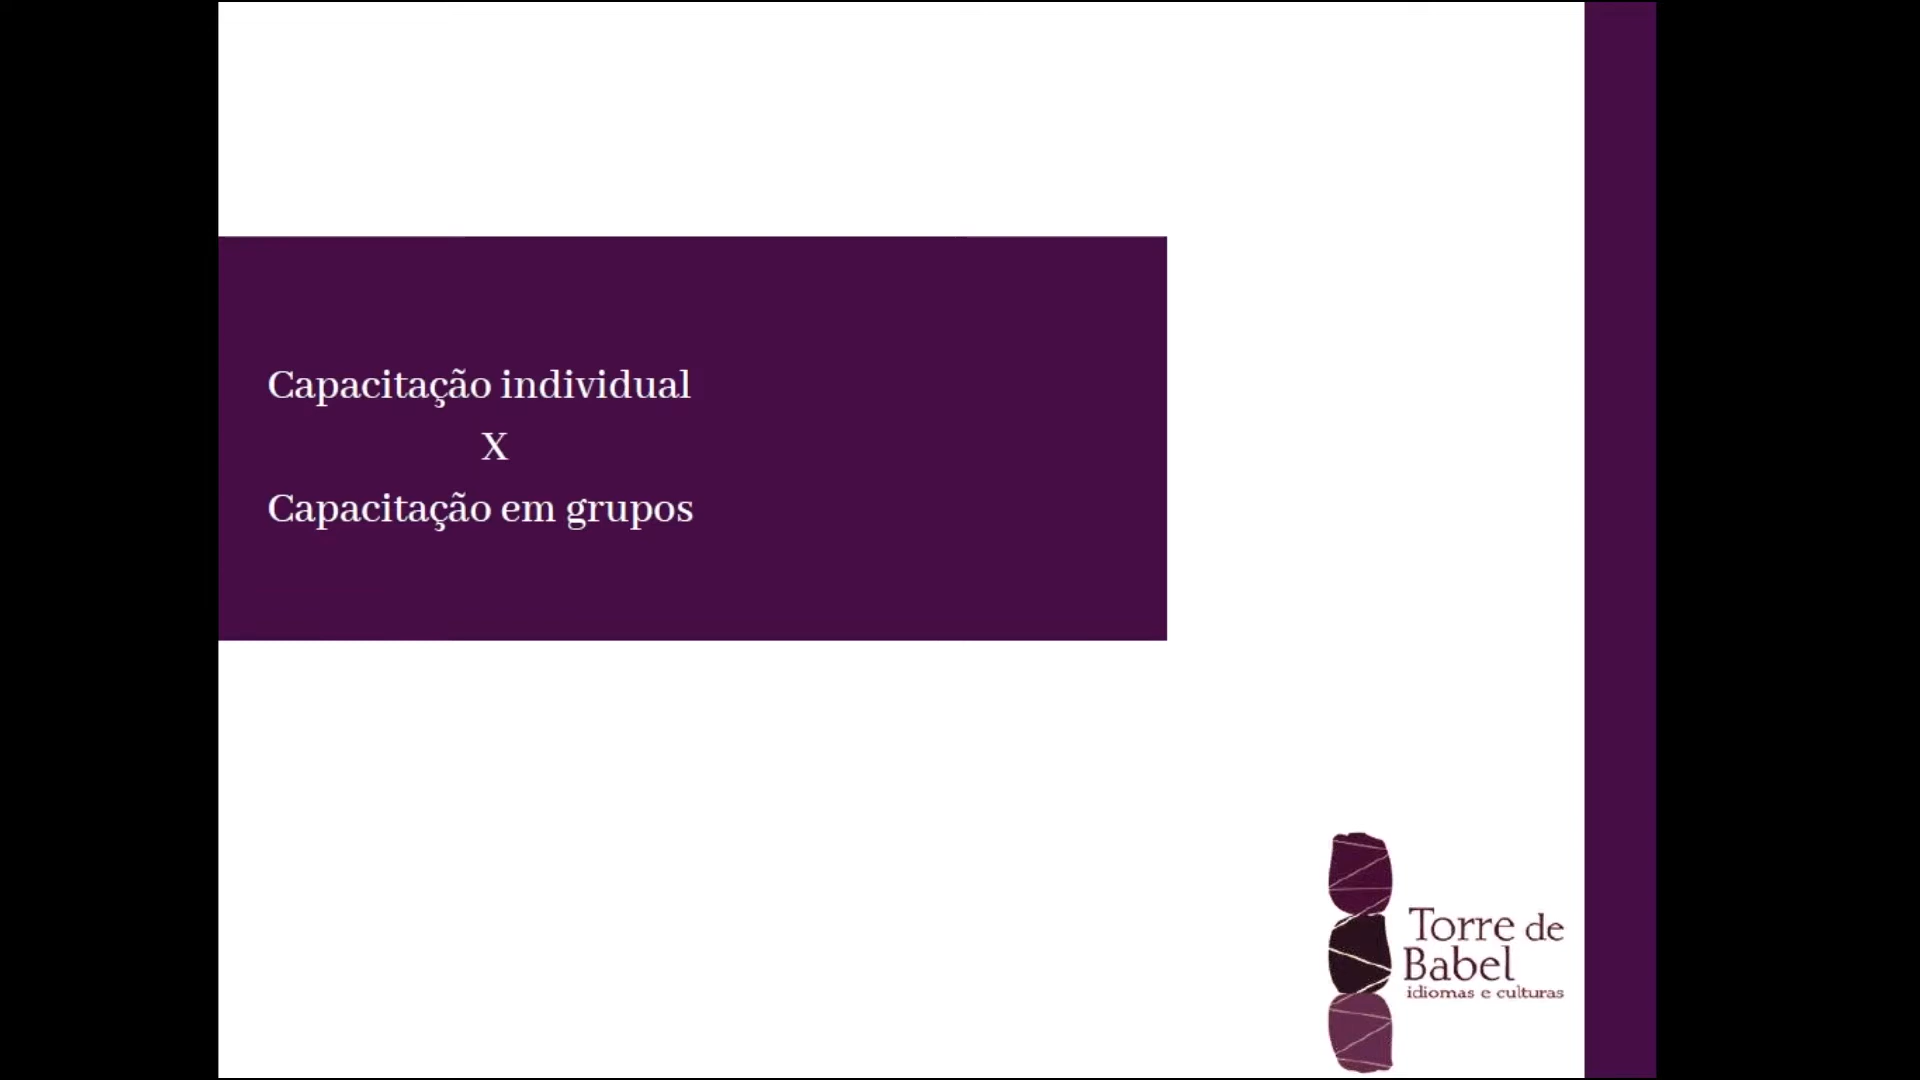 Capacitação individual
X
Capacitação em grupos
Torre de
Babel
idiomas e culturas